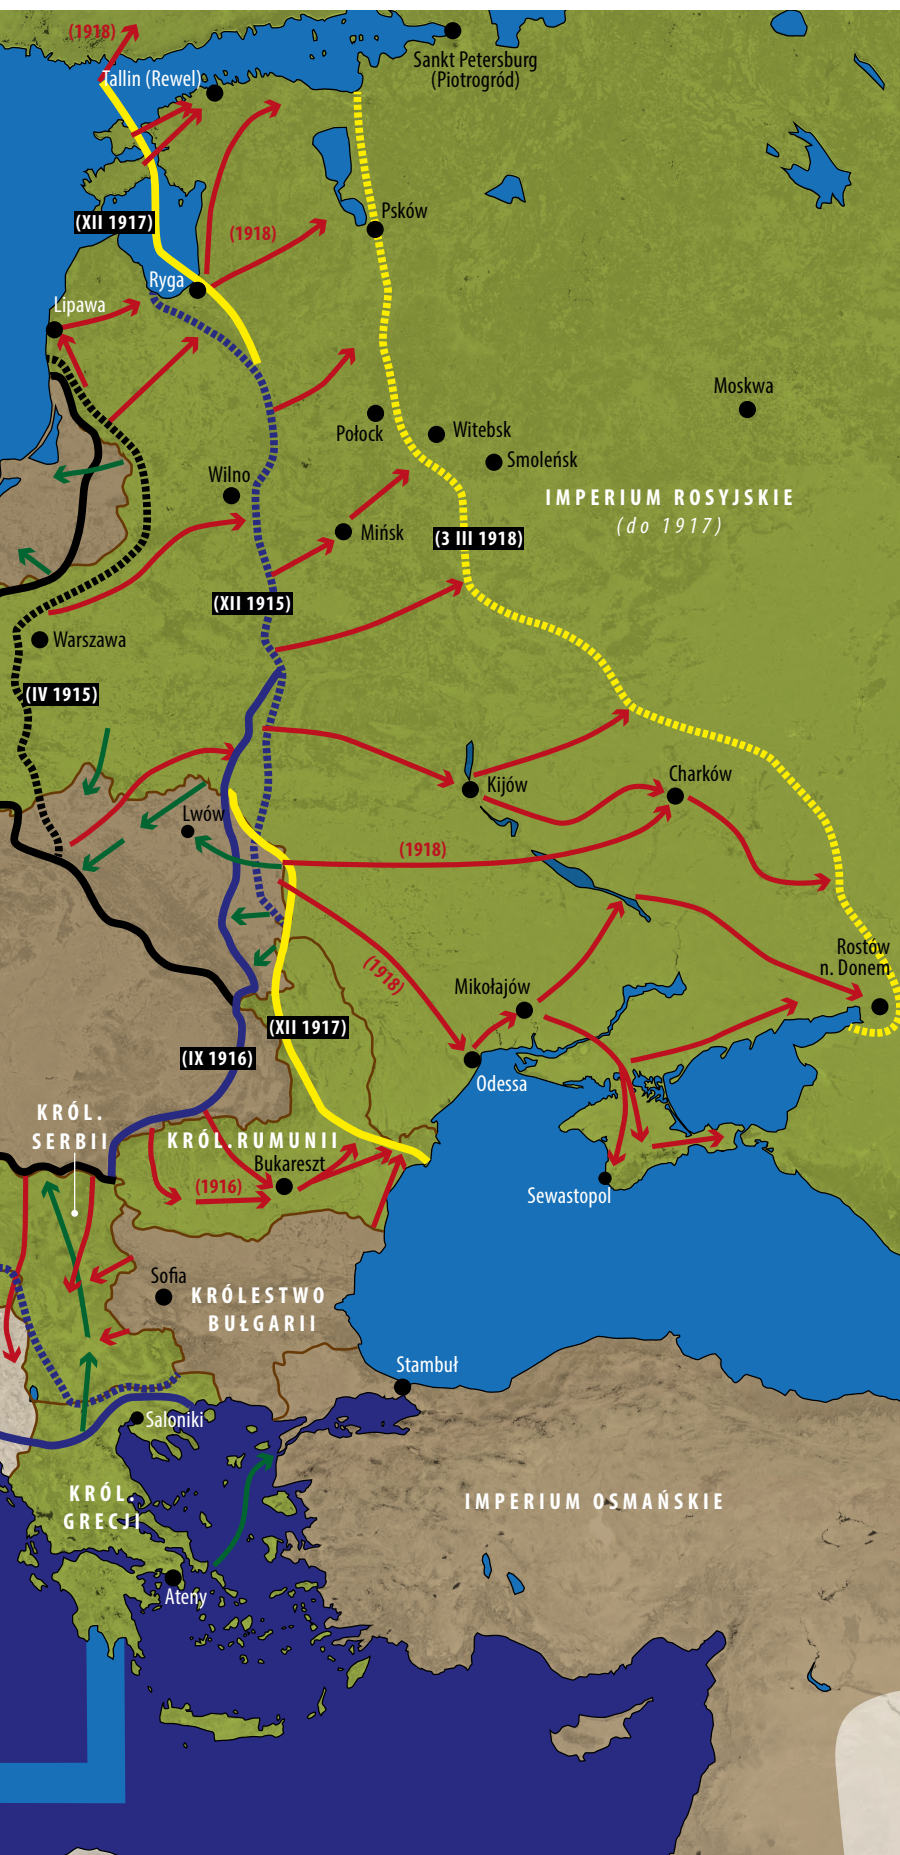 (1918)
Sankt Petersburg
(Piotrogród)
Tallin (Rewel)
Psków
(XII 1917)
(1918)
Ryga
Lipawa
Moskwa
Połock
Witebsk
Smoleńsk
Wilno
IMPERIUM ROSYJSKIE
(do 1917)
Mińsk
(3 III 1918)
(XII 1915)
Warszawa
(IV 1915)
Kijów
Charków
Lwów
(1918)
Rostów
n. Donem
(1918)
Mikołajów
(XII 1917)
(IX 1916)
Odessa
KRÓL.
SERBII
KRÓL.RUMUNII
Bukareszt
(1916)
Sewastopol
Sofia
KRÓLESTWO
BUŁGARII
Stambuł
Saloniki
KRÓL.
GRECJI
IMPERIUM OSMAŃSKIE
Ateny